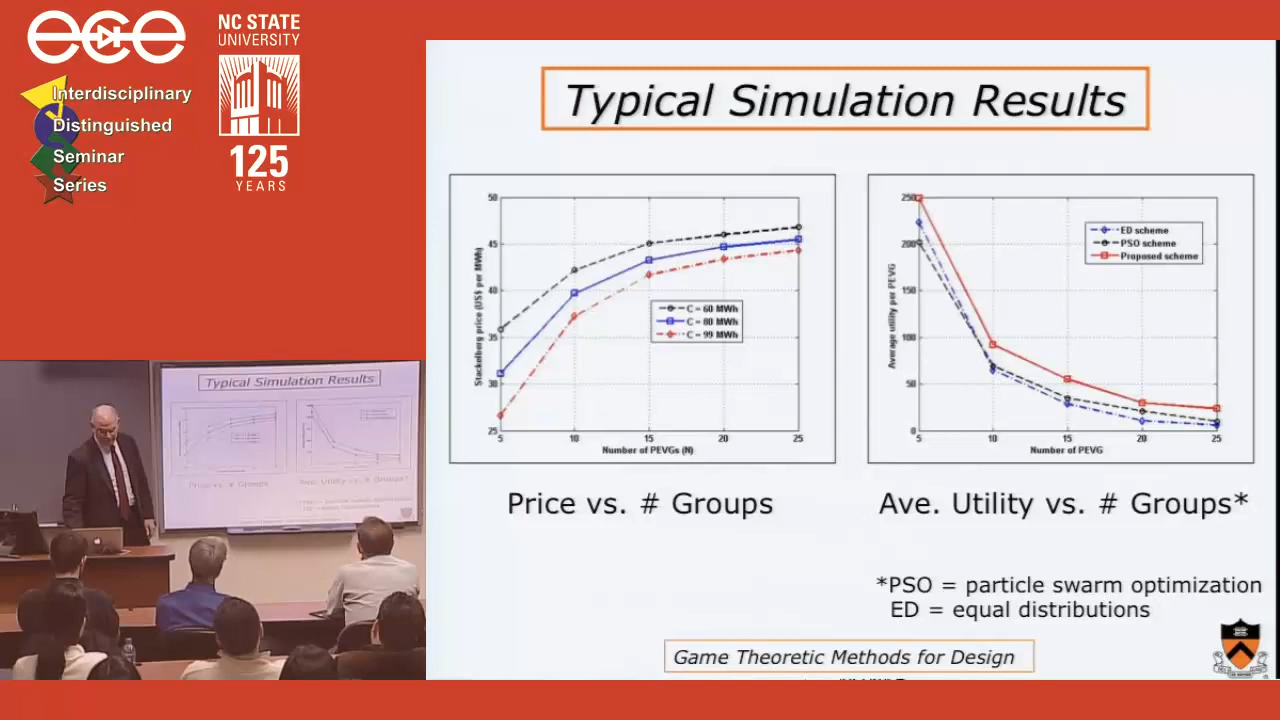 ece
NC STATE
UNIVERSITY
Interdisciplinary
Distinguished
Seminar
Series
125
YEARS
Typical Simulation Results
50
45
40
35
30
25
5
10
15
20
25
Stackelberg price (US$ per MWh)
Number of PEVGs (N)
C = 60 MWh
C = 80 MWh
C = 99 MWh
250
200
150
100
50
0
5
10
15
20
25
Average utility per PEVG
Number of PEVG
ED scheme
PSO scheme
Proposed scheme
Price vs. # Groups
Ave. Utility vs. # Groups*
*PSO = particle swarm optimization
ED = equal distributions
Game Theoretic Methods for Design
Typical Simulation Results
Price vs. # Groups
Ave. Utility vs. # Groups*